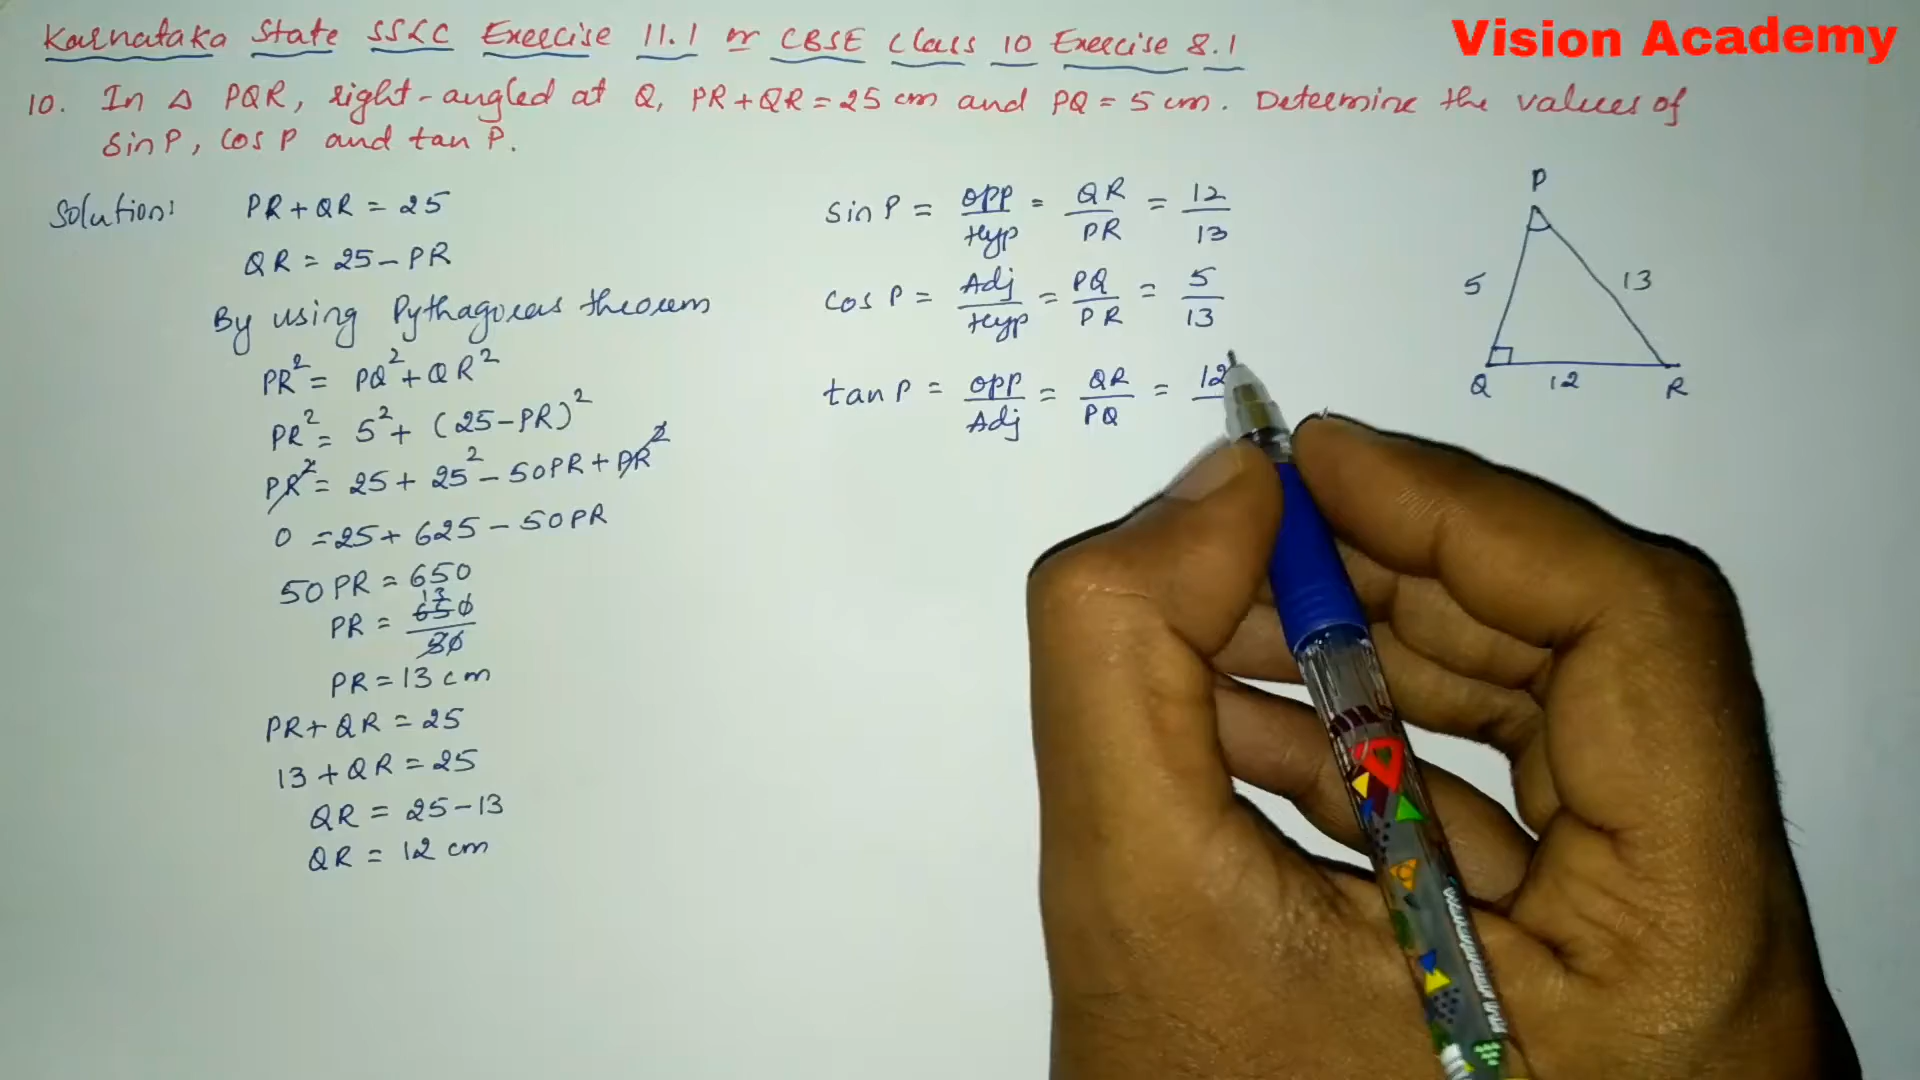 Karnataka State SSLC Exercise 11.1 or CBSE Class 10 Exercise 8.1
Vision Academy
10. In △ PQR, right-angled at Q, PR+QR=25 cm and PQ=5 cm. Determine the values of
sin P, cos P and tan P.
Solution: PR+QR = 25
QR = 25-PR
By using Pythagoreas theorem
PR² = PQ²+QR²
PR² = 5²+ (25-PR)²
PR² = 25+25²-50PR+PR²
0 =25+625-50PR
50PR = 650
13
PR = 650/50
PR=13cm
PR+QR = 25
13+QR=25
QR = 25-13
QR = 12 cm
sin P = opp/Hyp = QR/PR = 12/13
cos P = Adj/Hyp = PQ/PR = 5/13
tan P = opp/Adj = QR/PQ = 12
P
5
13
Q
12
R